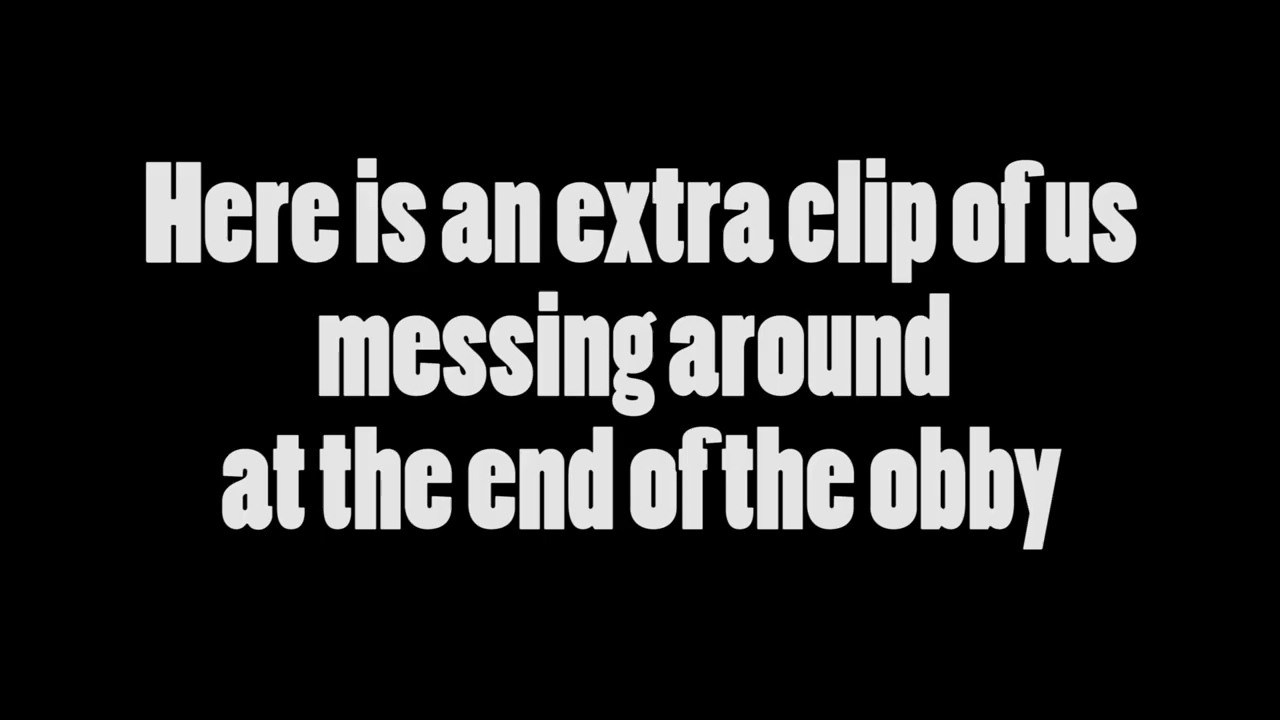 Here is an extra clip of us
messing around
at the end of the obby